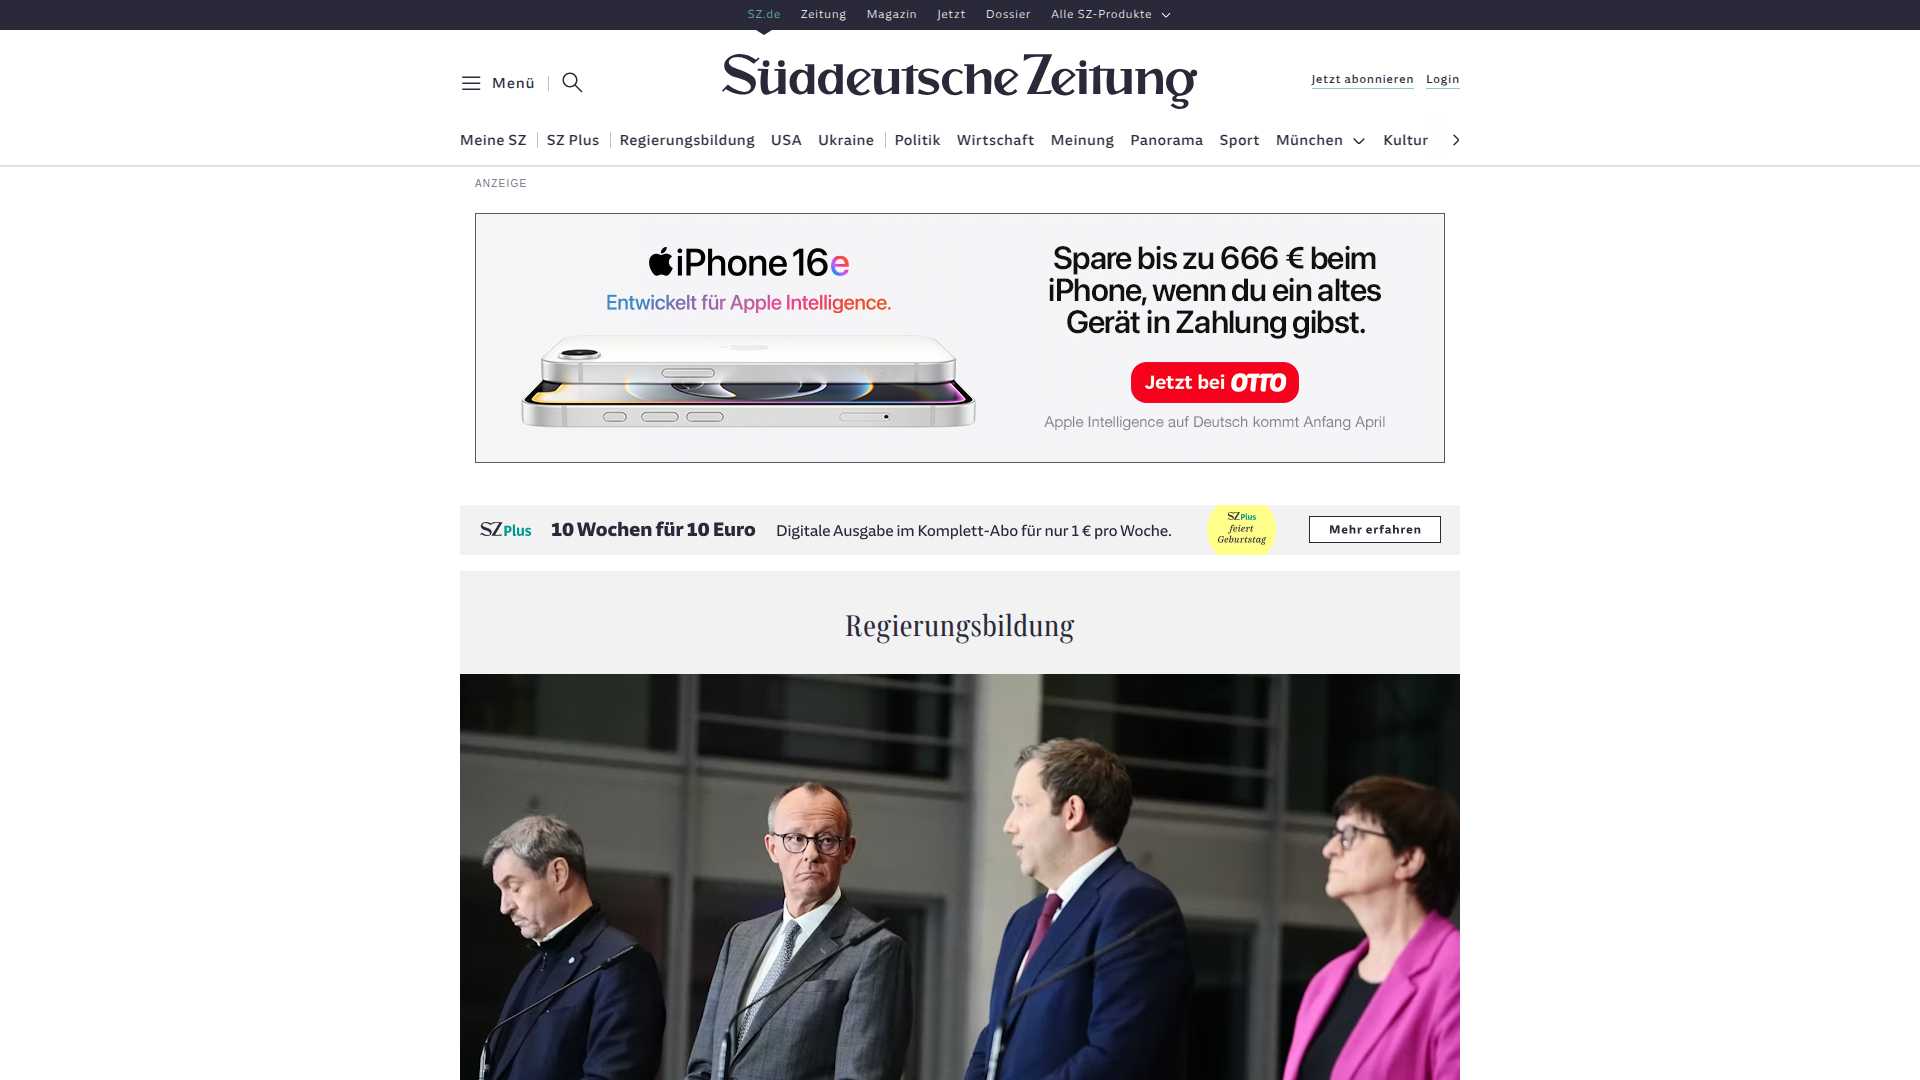 SZ.de Zeitung Magazin Jetzt Dossier Alle SZ-Produkte
Menü
Süddeutsche Zeitung
Jetzt abonnieren Login
Meine SZ SZ Plus Regierungsbildung USA Ukraine Politik Wirtschaft Meinung Panorama Sport München Kultur
ANZEIGE
iPhone 16e
Entwickelt für Apple Intelligence.
Spare bis zu 666 € beim
iPhone, wenn du ein altes
Gerät in Zahlung gibst.
Jetzt bei OTTO
Apple Intelligence auf Deutsch kommt Anfang April
SZ Plus 10 Wochen für 10 Euro Digitale Ausgabe im Komplett-Abo für nur 1 € pro Woche.
SZ Plus
feiert
Geburtstag
Mehr erfahren
Regierungsbildung